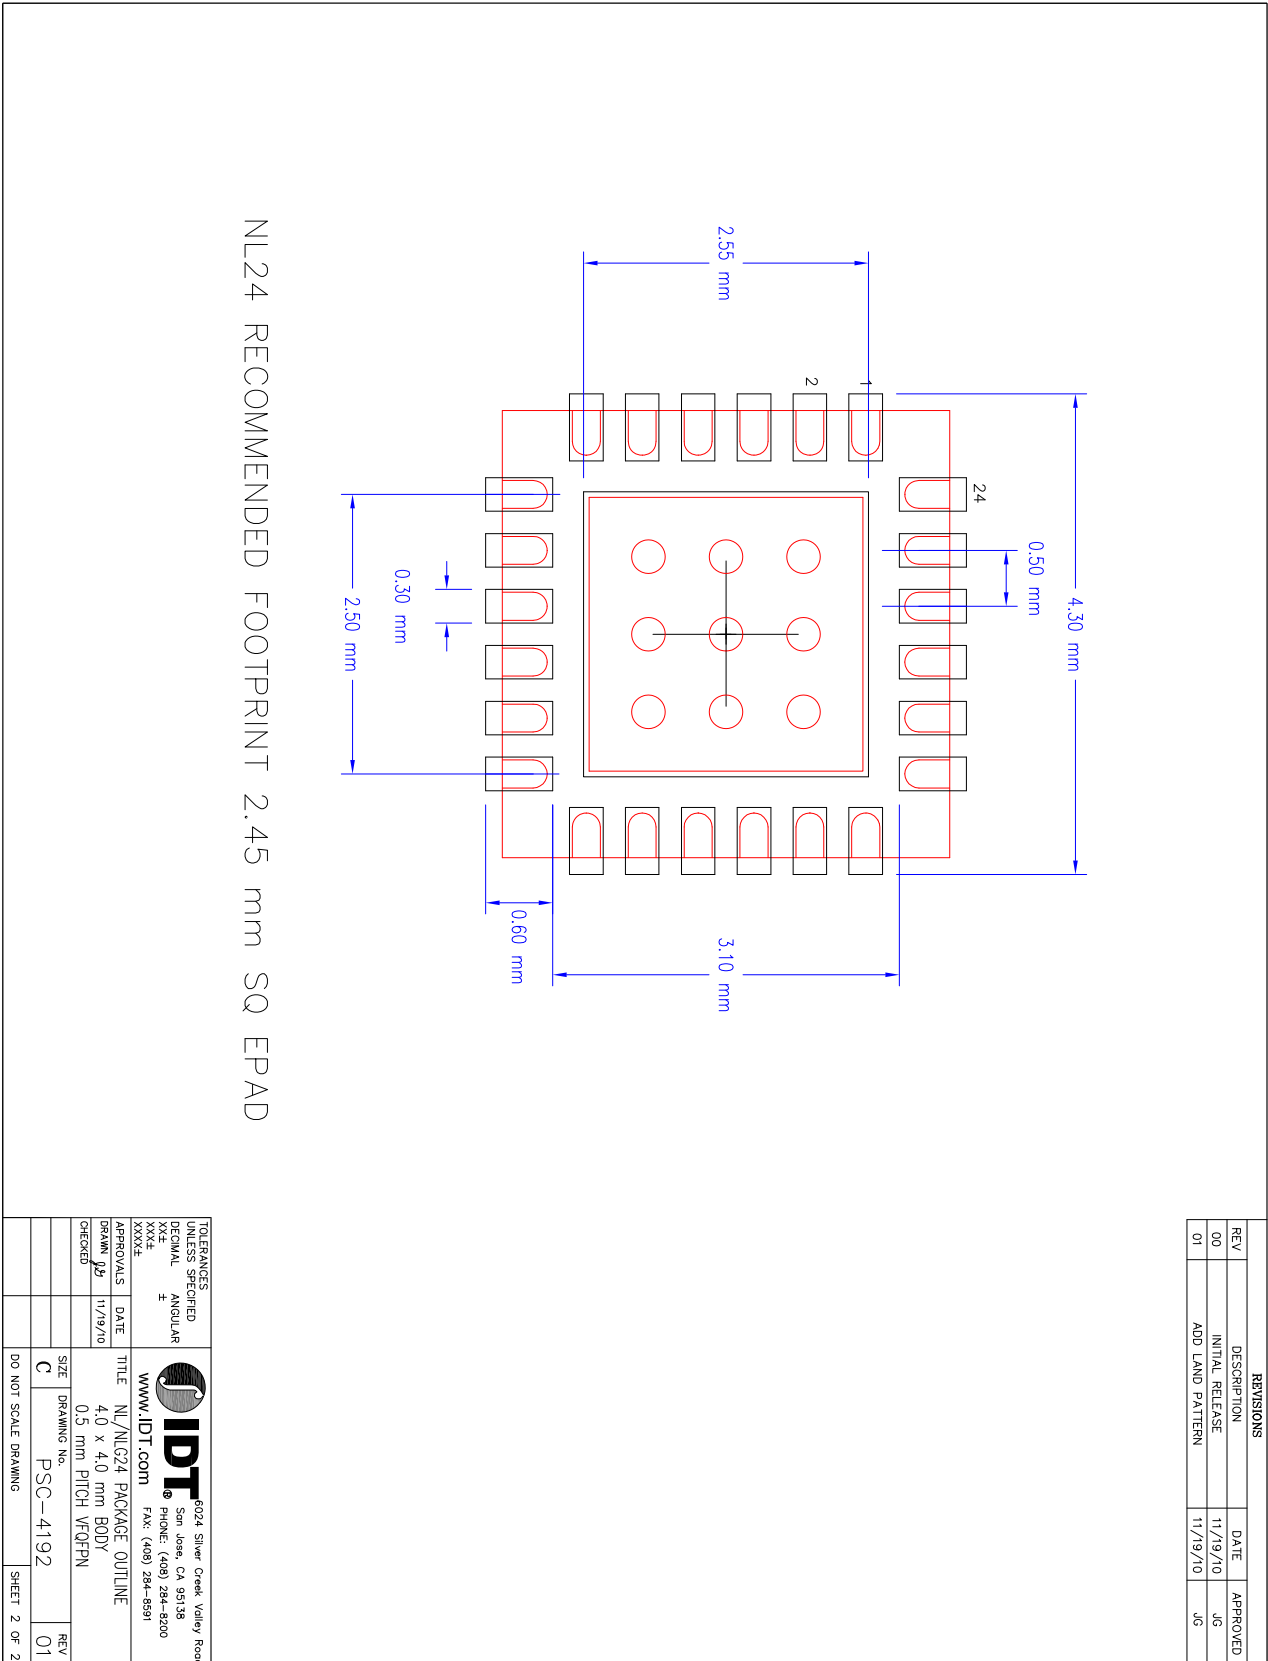 REVISIONS
REV DESCRIPTION DATE APPROVED
00 INITIAL RELEASE 11/19/10 JG
01 ADD LAND PATTERN 11/19/10 JG
4.30 mm
0.50 mm
24
1
2
2.55 mm
3.10 mm
0.60 mm
0.30 mm
2.50 mm
NL24 RECOMMENDED FOOTPRINT 2.45 mm SQ EPAD
TOLERANCES
UNLESS SPECIFIED
DECIMAL ANGULAR
XX± ±
XXX±
XXXX±
APPROVALS DATE
DRAWN 11/19/10
CHECKED
IDT®
www.IDT.com
6024 Silver Creek Valley Road
San Jose, CA 95138
PHONE: (408) 284-8200
FAX: (408) 284-8591
TITLE NL/NLG24 PACKAGE OUTLINE
4.0 x 4.0 mm BODY
0.5 mm PITCH VFQFPN
SIZE DRAWING No. REV
C PSC-4192 01
DO NOT SCALE DRAWING SHEET 2 OF 2